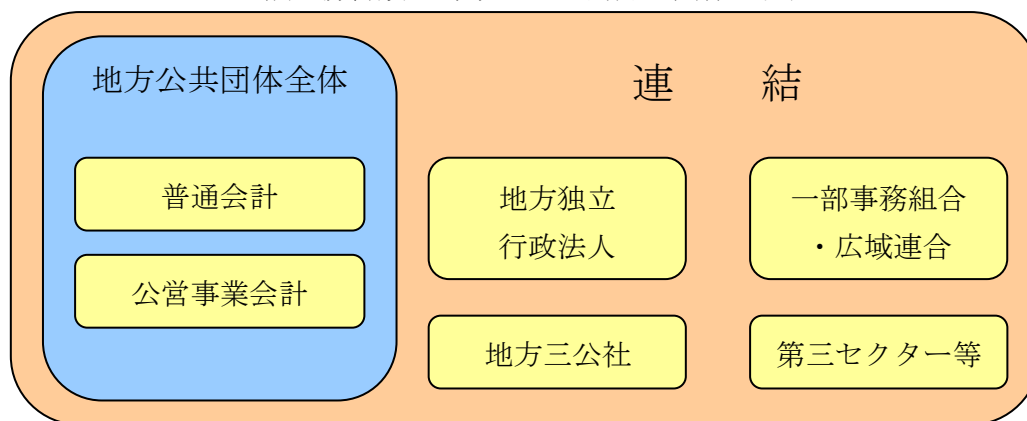 地方公共団体全体
連結
普通会計
公営事業会計
地方独立
行政法人
一部事務組合
・広域連合
地方三公社
第三セクター等